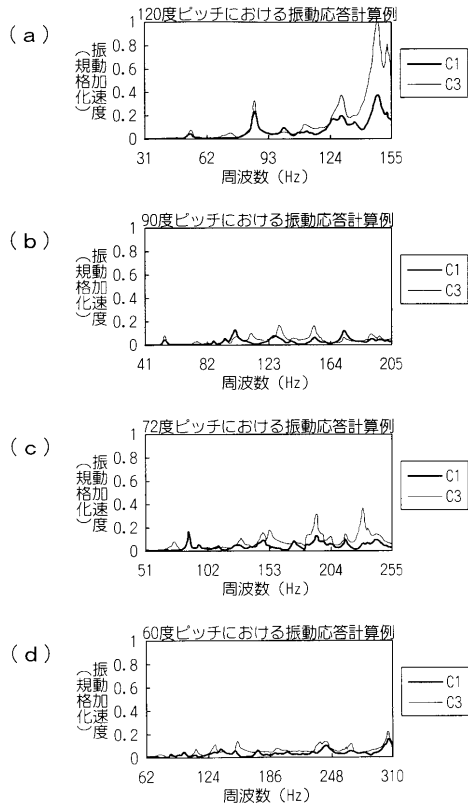 (a)
120度ピッチにおける振動応答計算例
振動加速度
(規格化)
1
0.8
0.6
0.4
0.2
0
31 62 93 124 155
周波数 (Hz)
C1
C3
(b)
90度ピッチにおける振動応答計算例
振動加速度
(規格化)
1
0.8
0.6
0.4
0.2
0
41 82 123 164 205
周波数 (Hz)
C1
C3
(c)
72度ピッチにおける振動応答計算例
振動加速度
(規格化)
1
0.8
0.6
0.4
0.2
0
51 102 153 204 255
周波数 (Hz)
C1
C3
(d)
60度ピッチにおける振動応答計算例
振動加速度
(規格化)
1
0.8
0.6
0.4
0.2
0
62 124 186 248 310
周波数 (Hz)
C1
C3